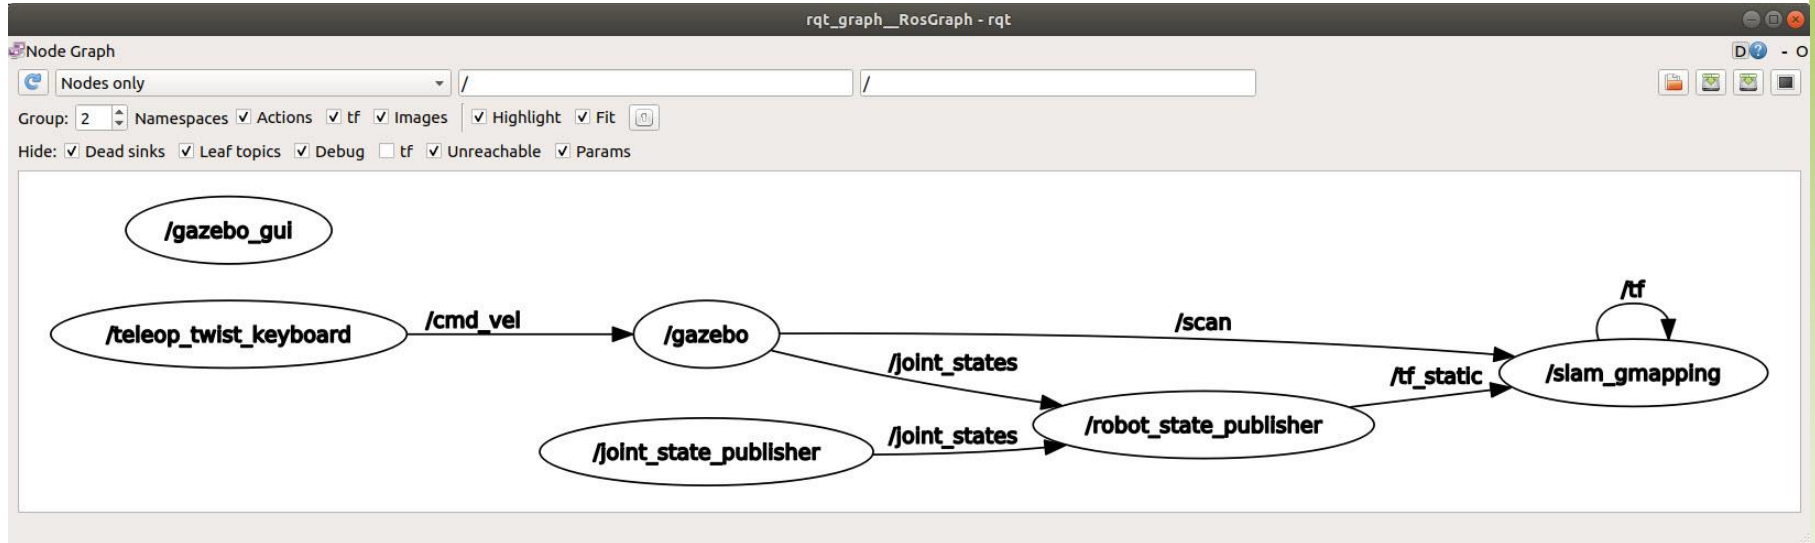 rqt_graph__RosGraph - rqt
Node Graph D ? - O
Nodes only / /
Group: 2 Namespaces Actions tf Images Highlight Fit
Hide: Dead sinks Leaf topics Debug tf Unreachable Params
/gazebo_gui
/teleop_twist_keyboard
/cmd_vel
/gazebo
/scan
/joint_states
/joint_state_publisher
/joint_states
/robot_state_publisher
/tf_static
/slam_gmapping
/tf